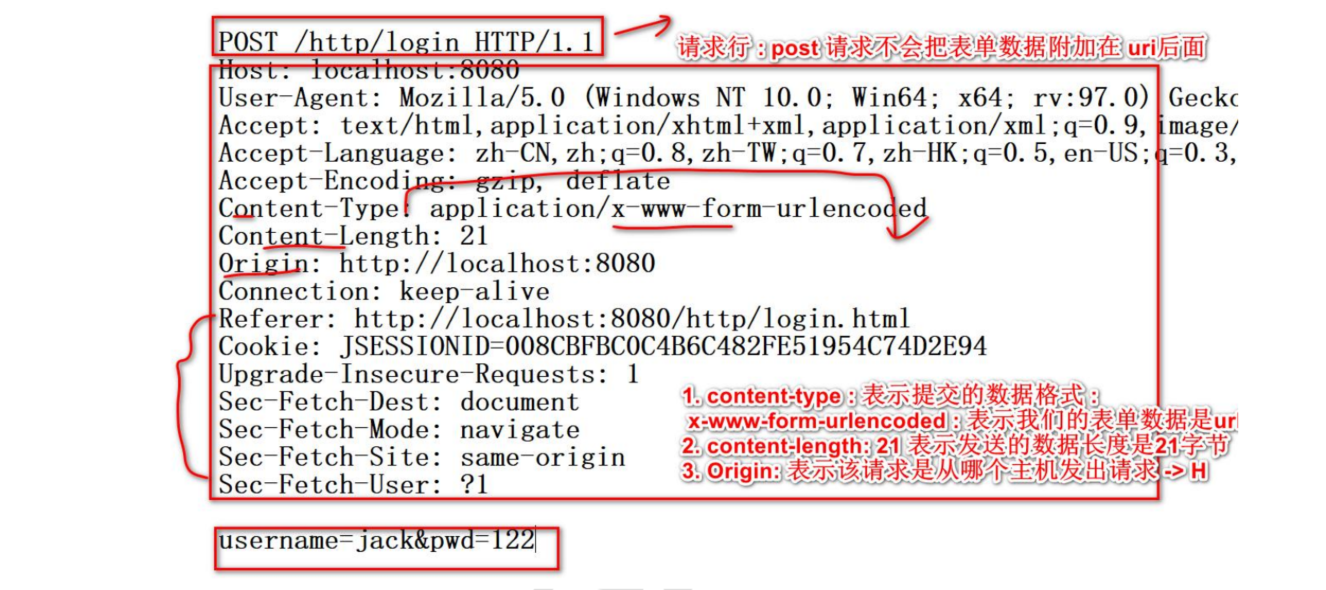 POST /http/login HTTP/1.1
请求行 : post 请求不会把表单数据附加在 uri后面
Host: localhost:8080
User-Agent: Mozilla/5.0 (Windows NT 10.0; Win64; x64; rv:97.0) Gecko
Accept: text/html,application/xhtml+xml,application/xml;q=0.9,image/
Accept-Language: zh-CN,zh;q=0.8,zh-TW;q=0.7,zh-HK;q=0.5,en-US;q=0.3,
Accept-Encoding: gzip, deflate
Content-Type: application/x-www-form-urlencoded
Content-Length: 21
Origin: http://localhost:8080
Connection: keep-alive
Referer: http://localhost:8080/http/login.html
Cookie: JSESSIONID=008CBFBC0C4B6C482FE51954C74D2E94
Upgrade-Insecure-Requests: 1
Sec-Fetch-Dest: document
Sec-Fetch-Mode: navigate
Sec-Fetch-Site: same-origin
Sec-Fetch-User: ?1
1. content-type : 表示提交的数据格式 :
x-www-form-urlencoded : 表示我们的表单数据是url
2. content-length: 21 表示发送的数据长度是21字节
3. Origin: 表示该请求是从哪个主机发出请求 -> H
username=jack&pwd=122